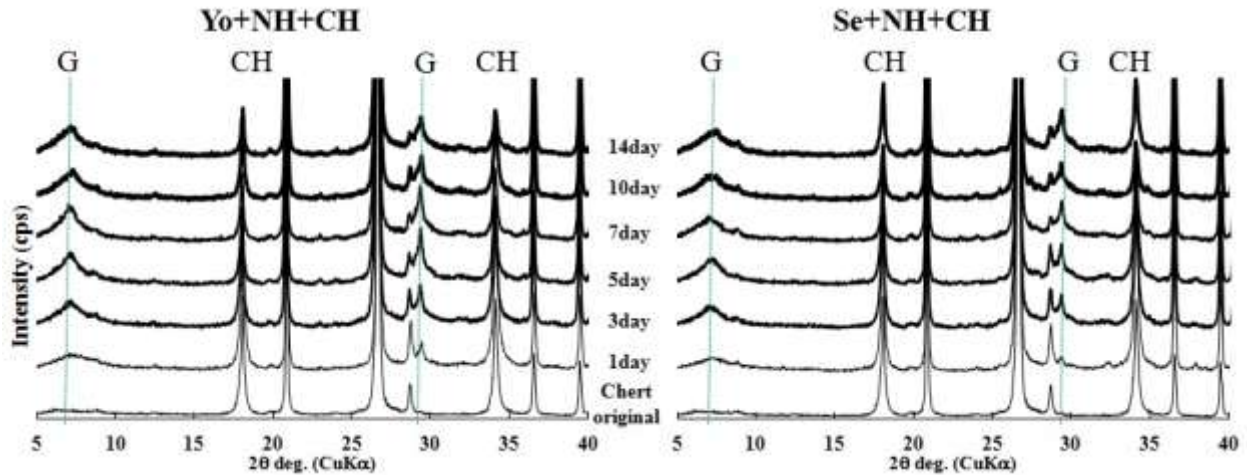 Yo+NH+CH
Se+NH+CH
G
CH
G
CH
G
CH
G
CH
Intensity (cps)
14day
10day
7day
5day
3day
1day
Chert
original
5 10 15 20 25 30 35 40
2θ deg. (CuKα)
5 10 15 20 25 30 35 40
2θ deg. (CuKα)